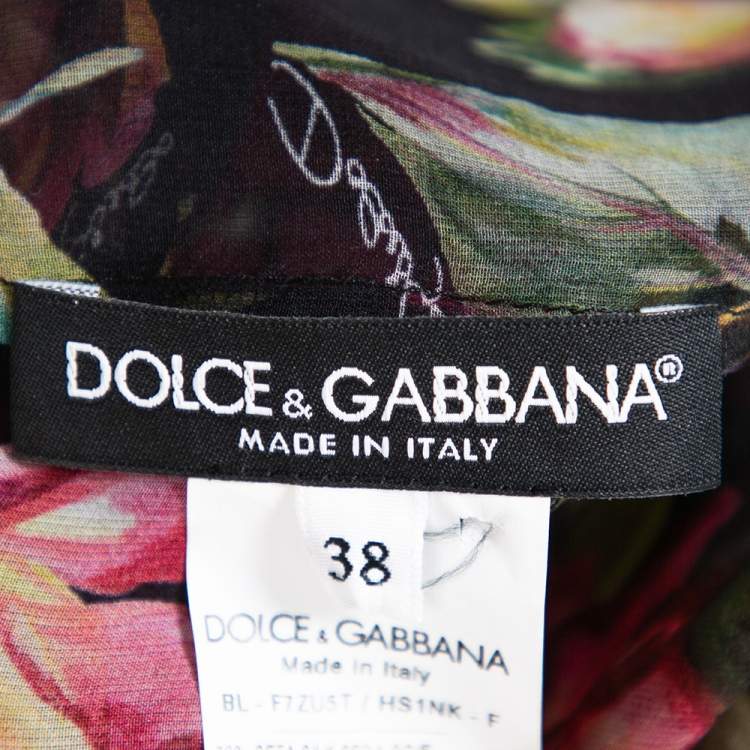 DOLCE & GABBANA®
MADE IN ITALY
38
DOLCE & GABBANA
Made in Italy
BL - F7ZU5T / HS1NK - F